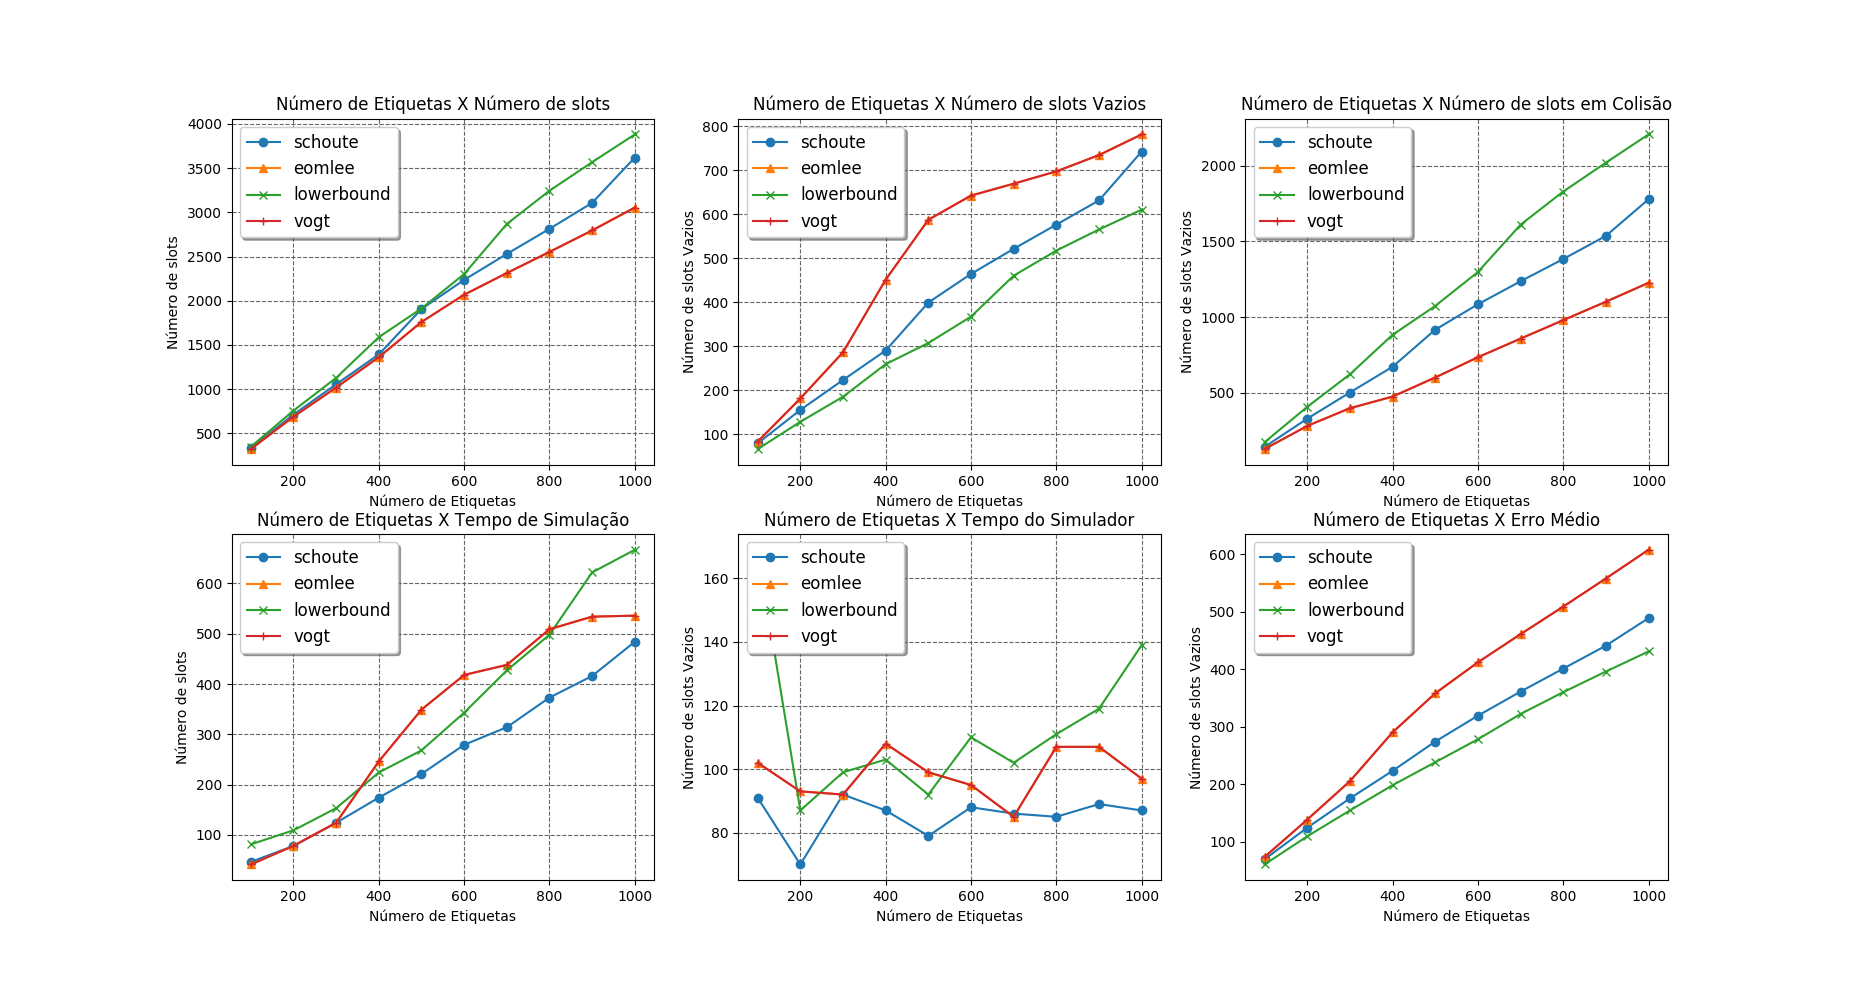 Número de Etiquetas X Número de slots
Número de slots
4000
3500
3000
2500
2000
1500
1000
500
schoute
eomlee
lowerbound
vogt
200 400 600 800 1000
Número de Etiquetas
Número de Etiquetas X Número de slots Vazios
Número de slots Vazios
800
700
600
500
400
300
200
100
schoute
eomlee
lowerbound
vogt
200 400 600 800 1000
Número de Etiquetas
Número de Etiquetas X Número de slots em Colisão
Número de slots Vazios
2000
1500
1000
500
schoute
eomlee
lowerbound
vogt
200 400 600 800 1000
Número de Etiquetas
Número de Etiquetas X Tempo de Simulação
Número de slots
600
500
400
300
200
100
schoute
eomlee
lowerbound
vogt
200 400 600 800 1000
Número de Etiquetas
Número de Etiquetas X Tempo do Simulador
Número de slots Vazios
160
140
120
100
80
schoute
eomlee
lowerbound
vogt
200 400 600 800 1000
Número de Etiquetas
Número de Etiquetas X Erro Médio
Número de slots Vazios
600
500
400
300
200
100
schoute
eomlee
lowerbound
vogt
200 400 600 800 1000
Número de Etiquetas